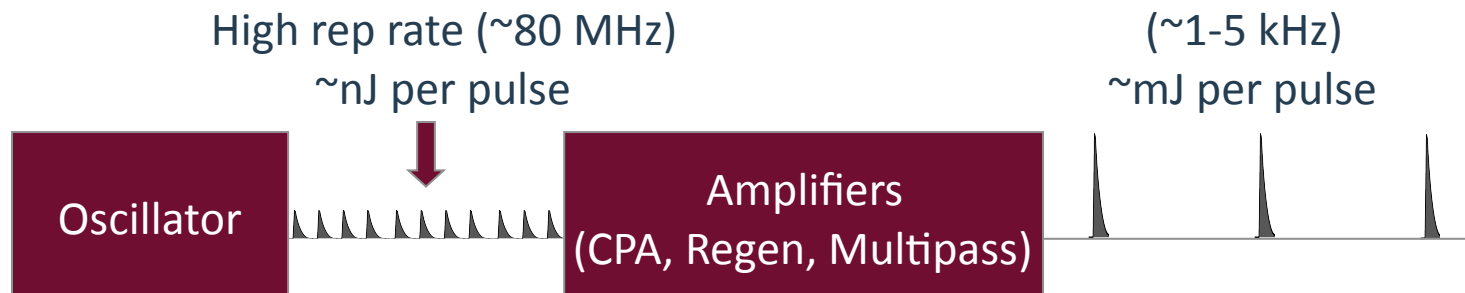 High rep rate (~80 MHz)
~nJ per pulse
(~1-5 kHz)
~mJ per pulse
Oscillator
Amplifiers
(CPA, Regen, Multipass)